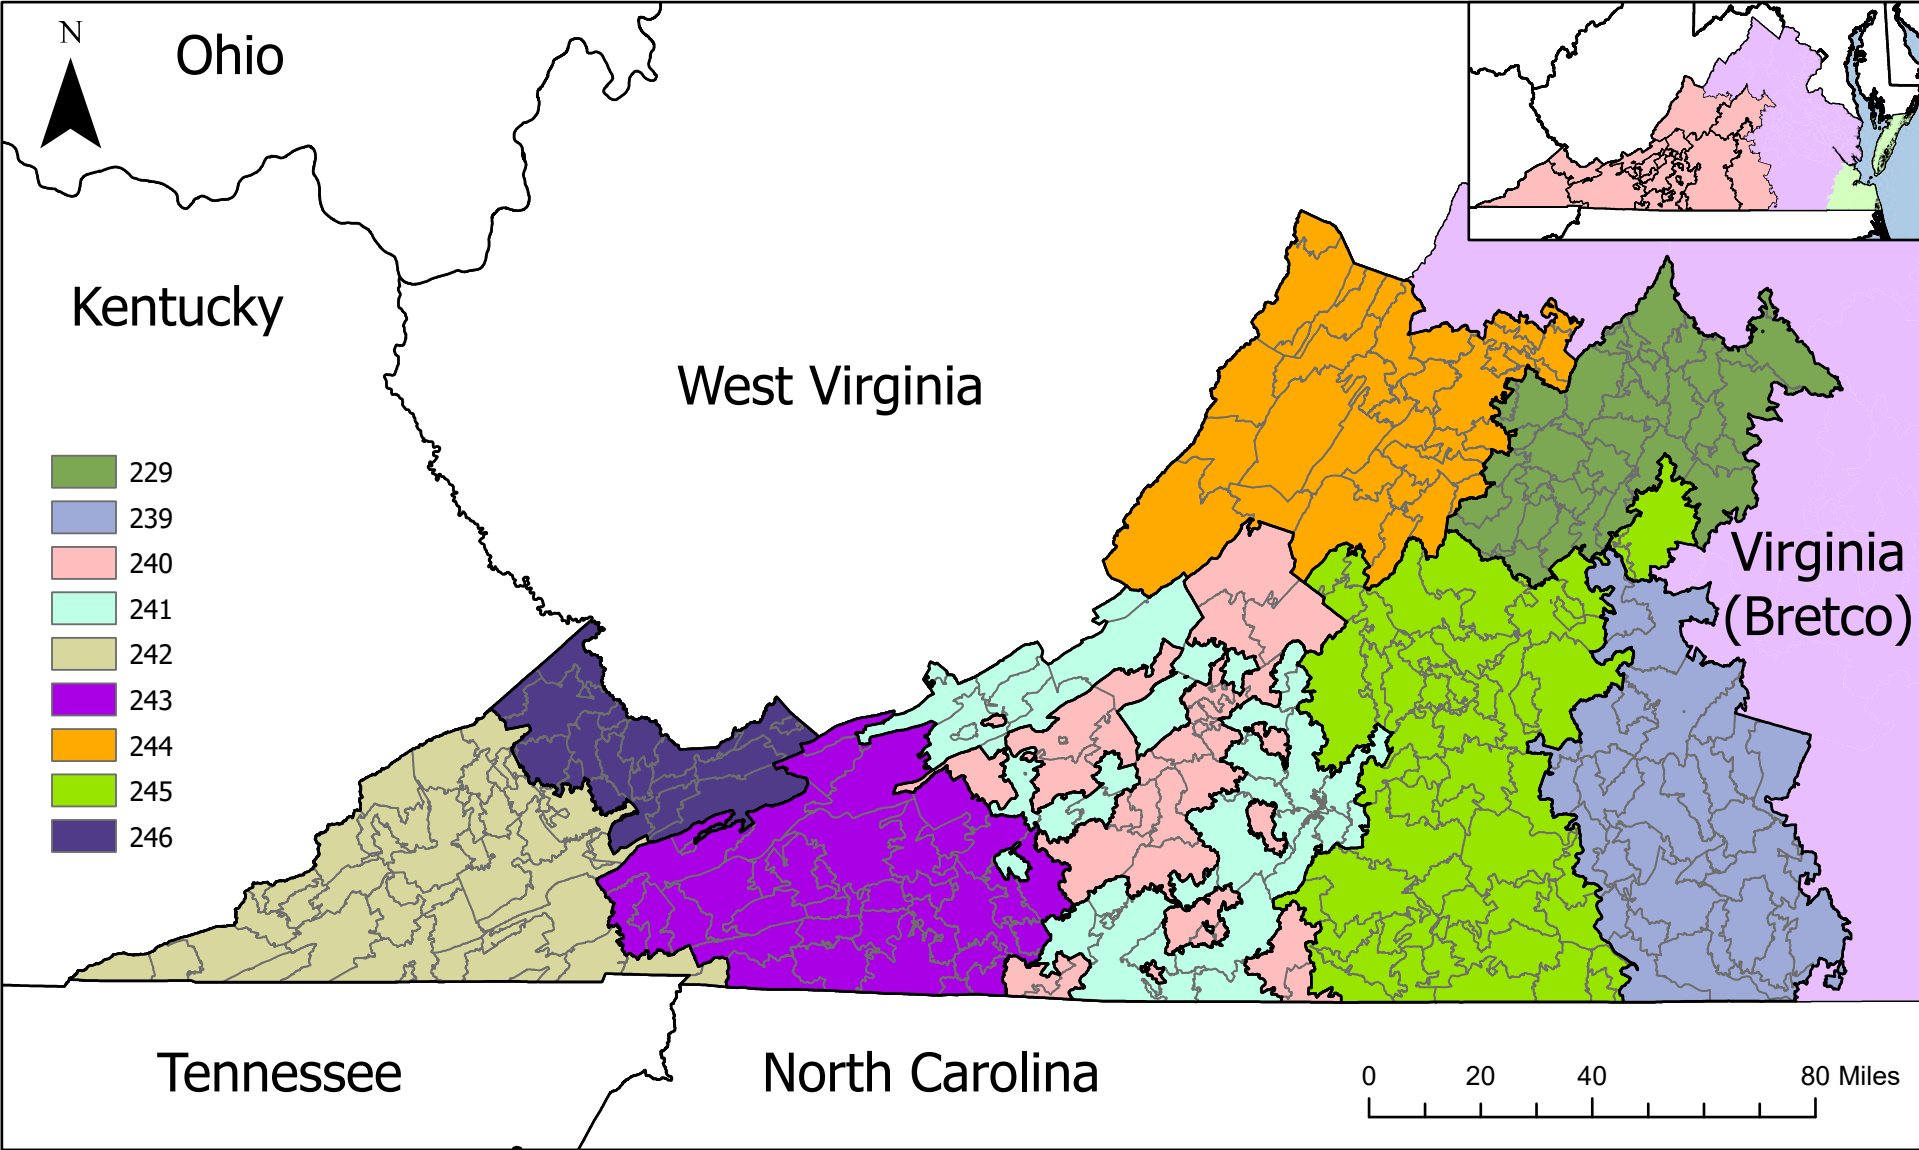 N
Ohio
Kentucky
West Virginia
229
239
240
241
242
243
244
245
246
Virginia
(Bretco)
Tennessee
North Carolina
0 20 40 80 Miles